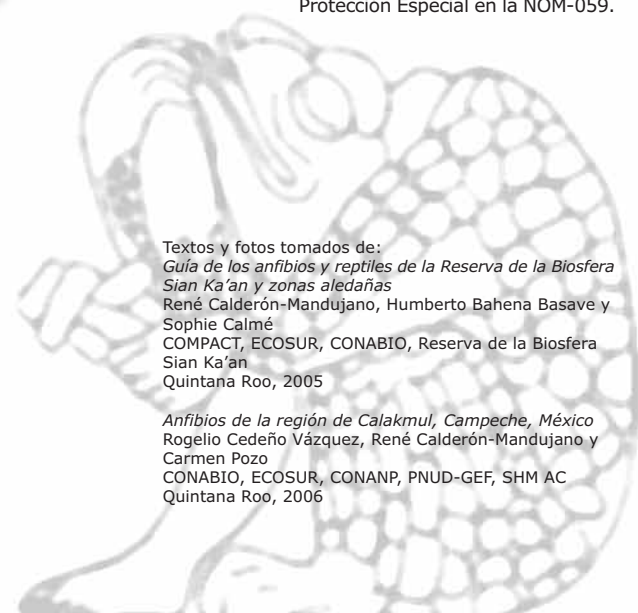 Protección Especial en la NOM-059.
Textos y fotos tomados de:
Guía de los anfibios y reptiles de la Reserva de la Biosfera
Sian Ka’an y zonas aledañas
René Calderón-Mandujano, Humberto Bahena Basave y
Sophie Calmé
COMPACT, ECOSUR, CONABIO, Reserva de la Biosfera
Sian Ka’an
Quintana Roo, 2005
Anfibios de la región de Calakmul, Campeche, México
Rogelio Cedeño Vázquez, René Calderón-Mandujano y
Carmen Pozo
CONABIO, ECOSUR, CONANP, PNUD-GEF, SHM AC
Quintana Roo, 2006